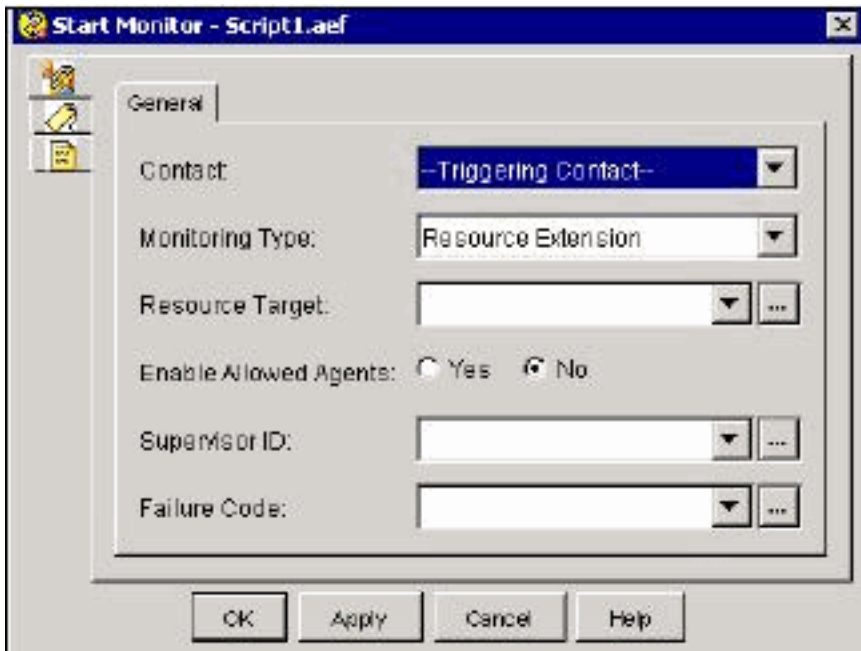 Start Monitor - Script1.aef
General
Contact: --Triggering Contact--
Monitoring Type: Resource Extension
Resource Target: ...
Enable Allowed Agents: Yes No
Supervisor ID: ...
Failure Code: ...
OK Apply Cancel Help